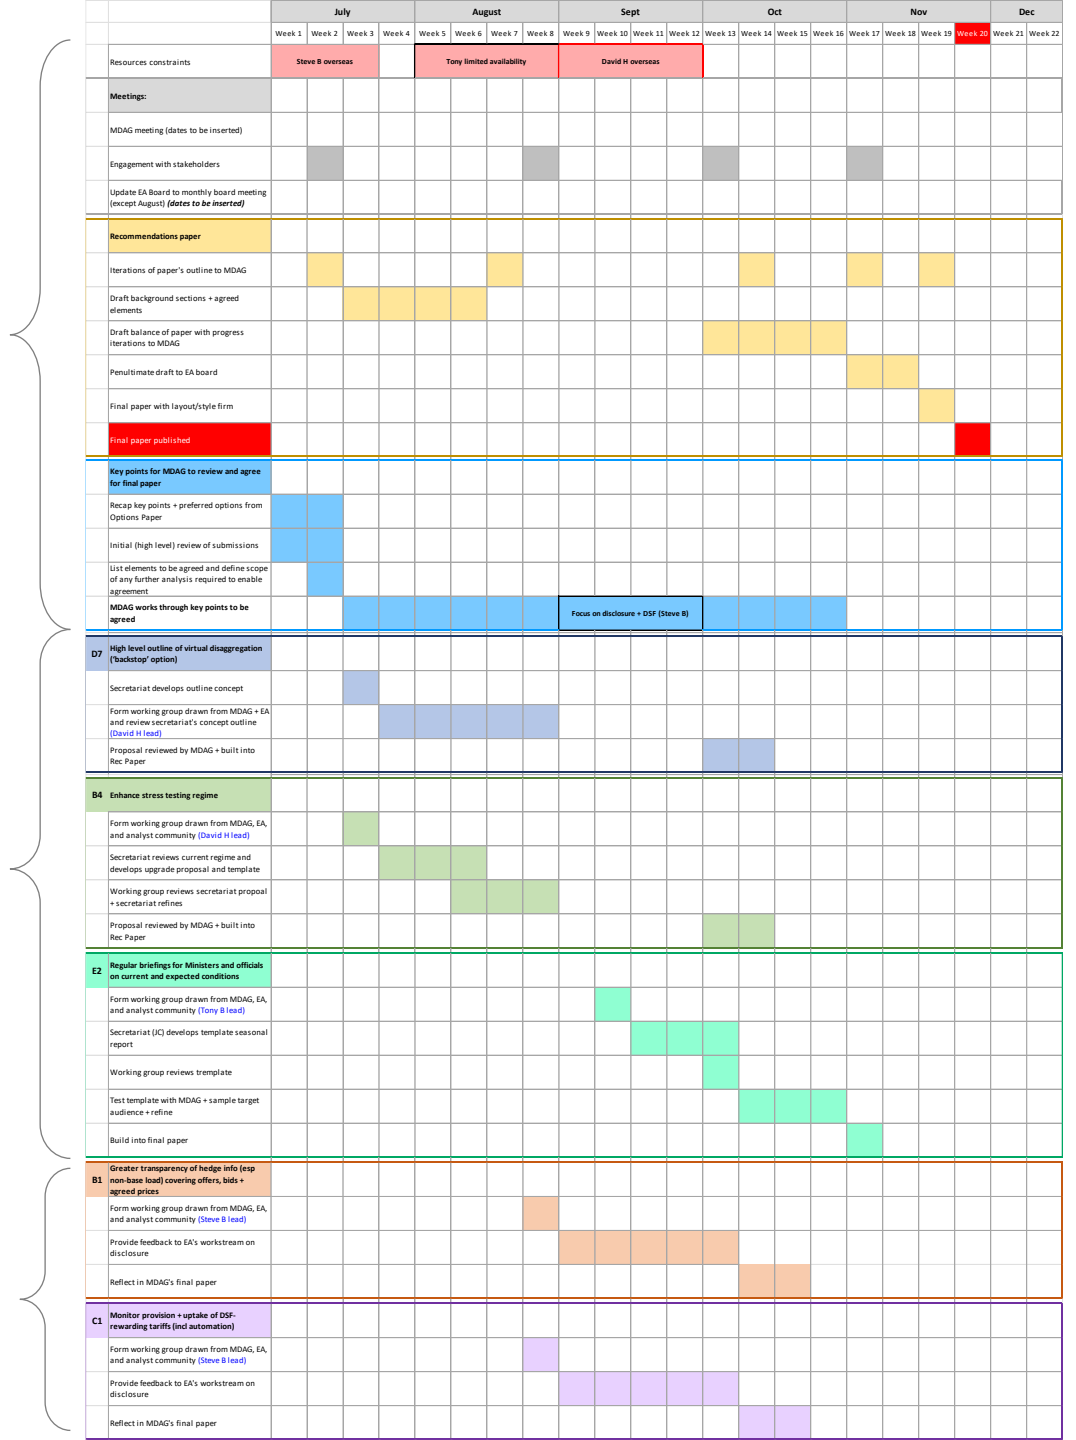 July August Sept Oct Nov Dec
Week 1 Week 2 Week 3 Week 4 Week 5 Week 6 Week 7 Week 8 Week 9 Week 10 Week 11 Week 12 Week 13 Week 14 Week 15 Week 16 Week 17 Week 18 Week 19 Week 20 Week 21 Week 22
Resources constraints Steve B overseas Tony limited availability David H overseas
Meetings:
MDAG meeting (dates to be inserted)
Engagement with stakeholders
Update EA Board to monthly board meeting
(except August) (dates to be inserted)
Recommendations paper
Iterations of paper's outline to MDAG
Draft background sections + agreed
elements
Draft balance of paper with progress
iterations to MDAG
Penultimate draft to EA board
Final paper with layout/style firm
Final paper published
Key points for MDAG to review and agree
for final paper
Recap key points + preferred options from
Options Paper
Initial (high level) review of submissions
List elements to be agreed and define scope
of any further analysis required to enable
agreement
MDAG works through key points to be
agreed
Focus on disclosure + DSF (Steve B)
D7 High level outline of virtual disaggregation
('backstop' option)
Secretariat develops outline concept
Form working group drawn from MDAG + EA
and review secretariat's concept outline
(David H lead)
Proposal reviewed by MDAG + built into
Rec Paper
B4 Enhance stress testing regime
Form working group drawn from MDAG, EA,
and analyst community (David H lead)
Secretariat reviews current regime and
develops upgrade proposal and template
Working group reviews secretariat propoal
+ secretariat refines
Proposal reviewed by MDAG + built into
Rec Paper
E2 Regular briefings for Ministers and officials
on current and expected conditions
Form working group drawn from MDAG, EA,
and analyst community (Tony B lead)
Secretariat (JC) develops template seasonal
report
Working group reviews tremplate
Test template with MDAG + sample target
audience + refine
Build into final paper
B1 Greater transparency of hedge info (esp
non-base load) covering offers, bids +
agreed prices
Form working group drawn from MDAG, EA,
and analyst community (Steve B lead)
Provide feedback to EA's workstream on
disclosure
Reflect in MDAG's final paper
C1 Monitor provision + uptake of DSF-
rewarding tariffs (incl automation)
Form working group drawn from MDAG, EA,
and analyst community (Steve B lead)
Provide feedback to EA's workstream on
disclosure
Reflect in MDAG's final paper